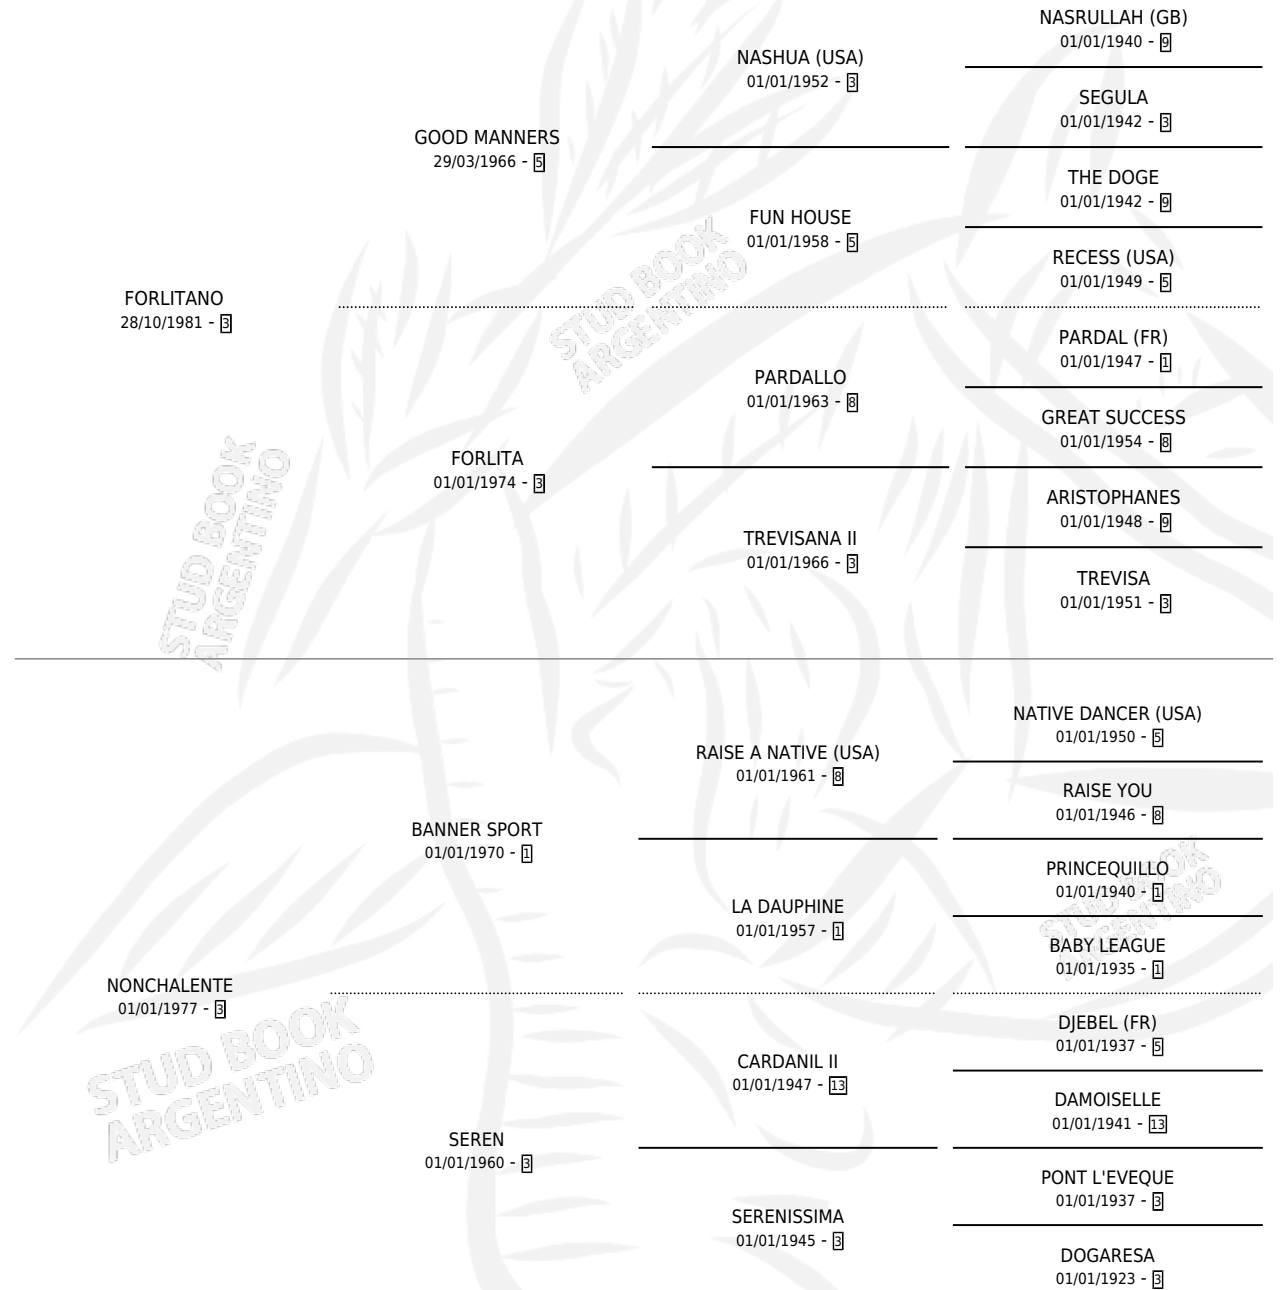 NASRULLAH (GB)
01/01/1940 - 9
NASHUA (USA)
01/01/1952 - 3
SEGULA
01/01/1942 - 3
GOOD MANNERS
29/03/1966 - 5
THE DOGE
01/01/1942 - 9
FUN HOUSE
01/01/1958 - 5
RECESS (USA)
01/01/1949 - 5
FORLITANO
28/10/1981 - 3
PARDAL (FR)
01/01/1947 - 1
PARDALLO
01/01/1963 - 8
GREAT SUCCESS
01/01/1954 - 8
FORLITA
01/01/1974 - 3
ARISTOPHANES
01/01/1948 - 9
TREVISANA II
01/01/1966 - 3
TREVISA
01/01/1951 - 3
NATIVE DANCER (USA)
01/01/1950 - 5
RAISE A NATIVE (USA)
01/01/1961 - 8
RAISE YOU
01/01/1946 - 8
BANNER SPORT
01/01/1970 - 1
PRINCEQUILLO
01/01/1940 - 1
LA DAUPHINE
01/01/1957 - 1
BABY LEAGUE
01/01/1935 - 1
NONCHALENTE
01/01/1977 - 3
DJEBEL (FR)
01/01/1937 - 5
CARDANIL II
01/01/1947 - 13
DAMOISELLE
01/01/1941 - 13
SEREN
01/01/1960 - 3
PONT L'EVEQUE
01/01/1937 - 3
SERENISSIMA
01/01/1945 - 3
DOGARESA
01/01/1923 - 3
STUD BOOK
ARGENTINO
STUD BOOK
ARGENTINO
STUD BOOK
ARGENTINO
STUD BOOK
ARGENTINO